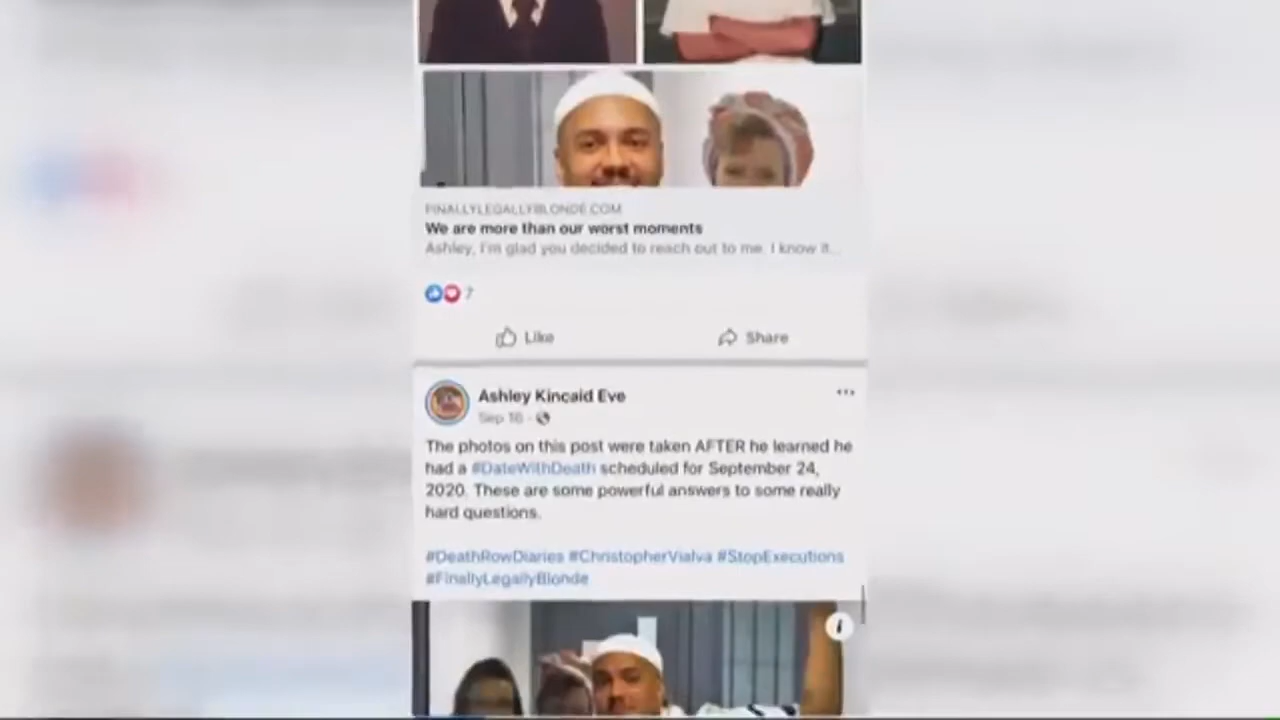 FINALLYLEGALLYBLONDE.COM
We are more than our worst moments
Ashley, I'm glad you decided to reach out to me. I know it...
7
Like
Share
Ashley Kincaid Eve
Sep 16 ·
The photos on this post were taken AFTER he learned he
had a #DateWithDeath scheduled for September 24,
2020. These are some powerful answers to some really
hard questions.
#DeathRowDiaries #ChristopherVialva #StopExecutions
#FinallyLegallyBlonde